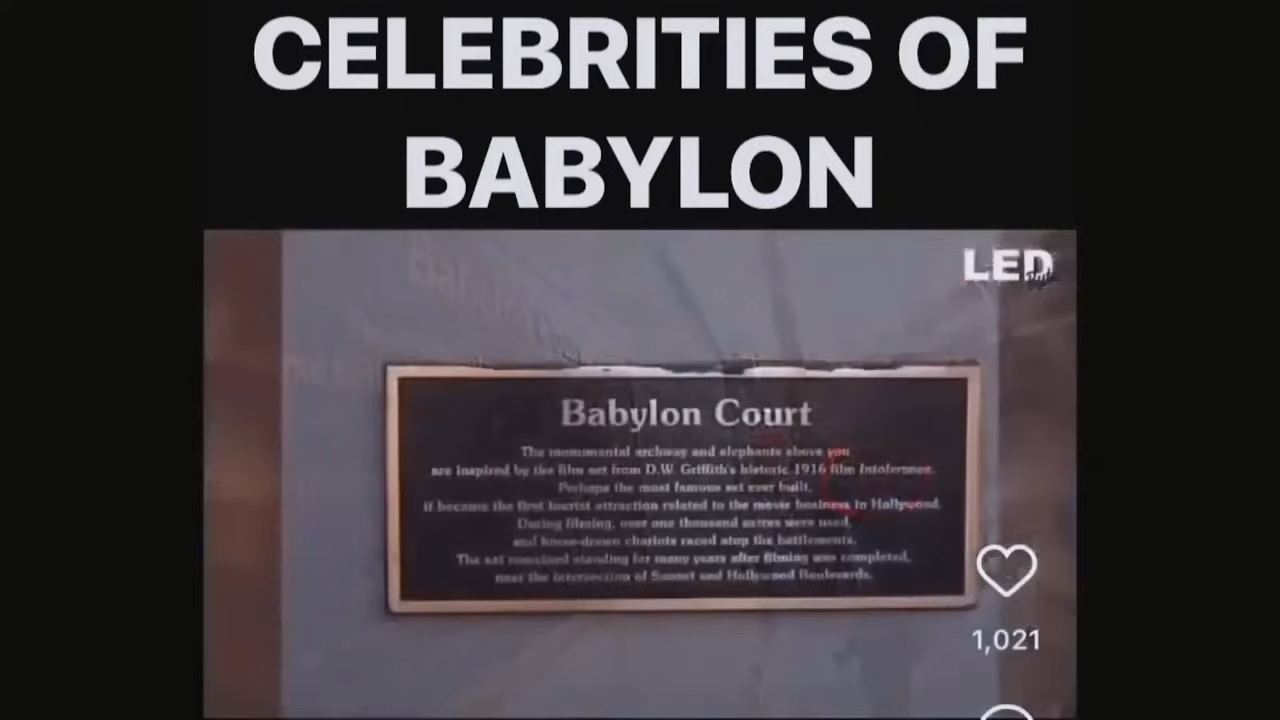 CELEBRITIES OF
BABYLON
LED
Babylon Court
The monumental archway and elephants above you
are inspired by the film set from D.W. Griffith's historic 1916 film Intolerance.
Perhaps the most famous set ever built,
it became the first tourist attraction related to the movie business in Hollywood.
During filming, over one thousand extras were used,
and horse-drawn chariots raced atop the battlements.
The set remained standing for many years after filming was completed,
near the intersection of Sunset and Hollywood Boulevards.
1,021